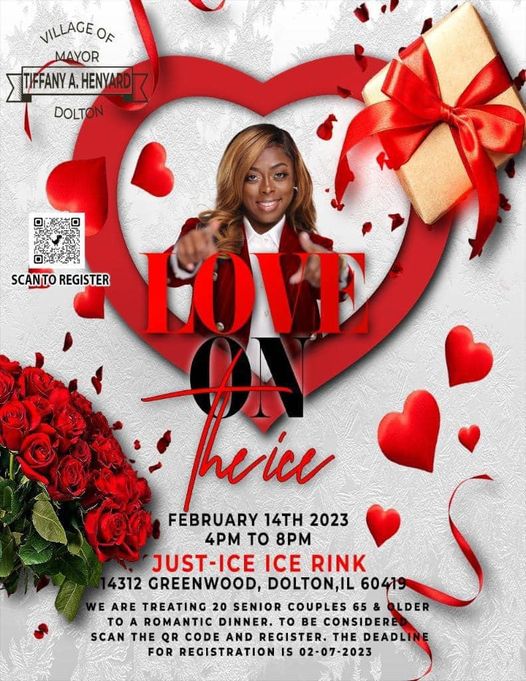 VILLAGE OF
MAYOR
TIFFANY A. HENYARD
DOLTON
SCAN TO REGISTER
LOVE
ON
The ice
FEBRUARY 14TH 2023
4PM TO 8PM
JUST-ICE ICE RINK
14312 GREENWOOD, DOLTON,IL 60419
WE ARE TREATING 20 SENIOR COUPLES 65 & OLDER
TO A ROMANTIC DINNER. TO BE CONSIDERED
SCAN THE QR CODE AND REGISTER. THE DEADLINE
FOR REGISTRATION IS 02-07-2023